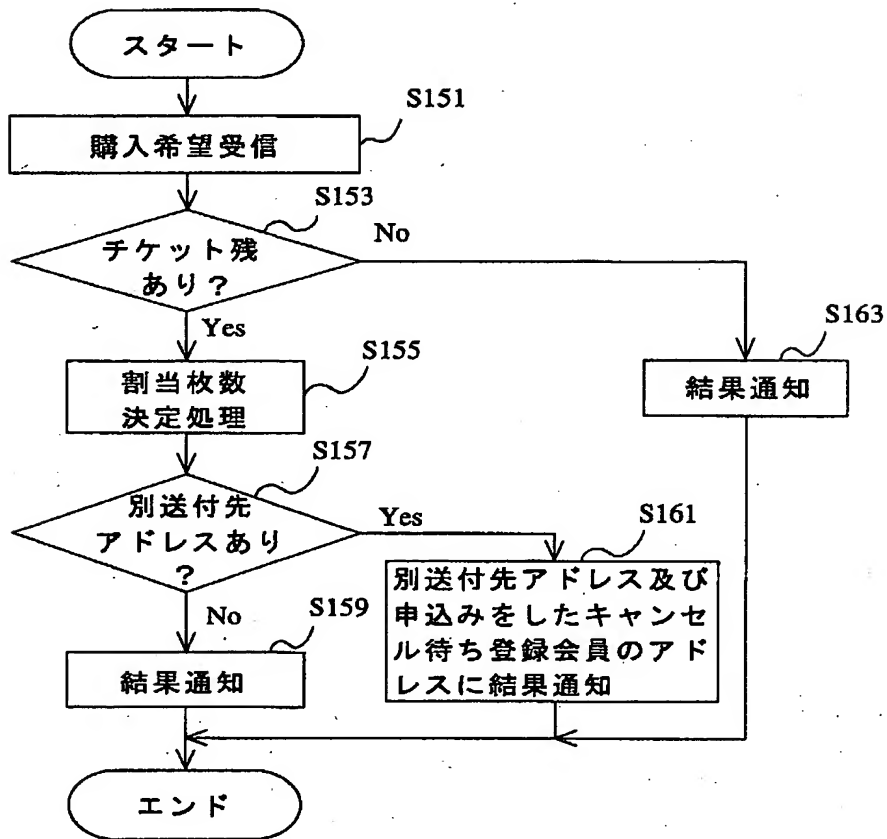 スタート
S151
購入希望受信
S153
チケット残
あり？
No
Yes
S163
結果通知
S155
割当枚数
決定処理
S157
別送付先
アドレスあり
？
Yes
S161
別送付先アドレス及び
申込みをしたキャンセ
ル待ち登録会員のアド
レスに結果通知
No
S159
結果通知
エンド